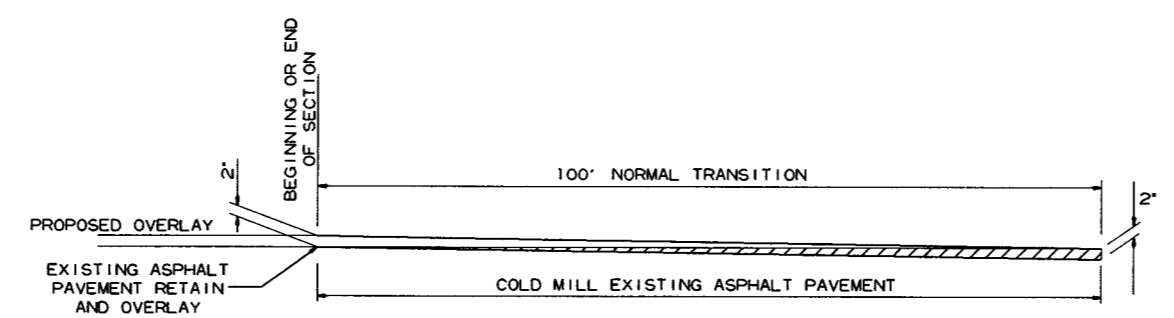 BEGINNING OR END
OF SECTION
2"
100' NORMAL TRANSITION
2"
PROPOSED OVERLAY
EXISTING ASPHALT
PAVEMENT RETAIN
AND OVERLAY
COLD MILL EXISTING ASPHALT PAVEMENT